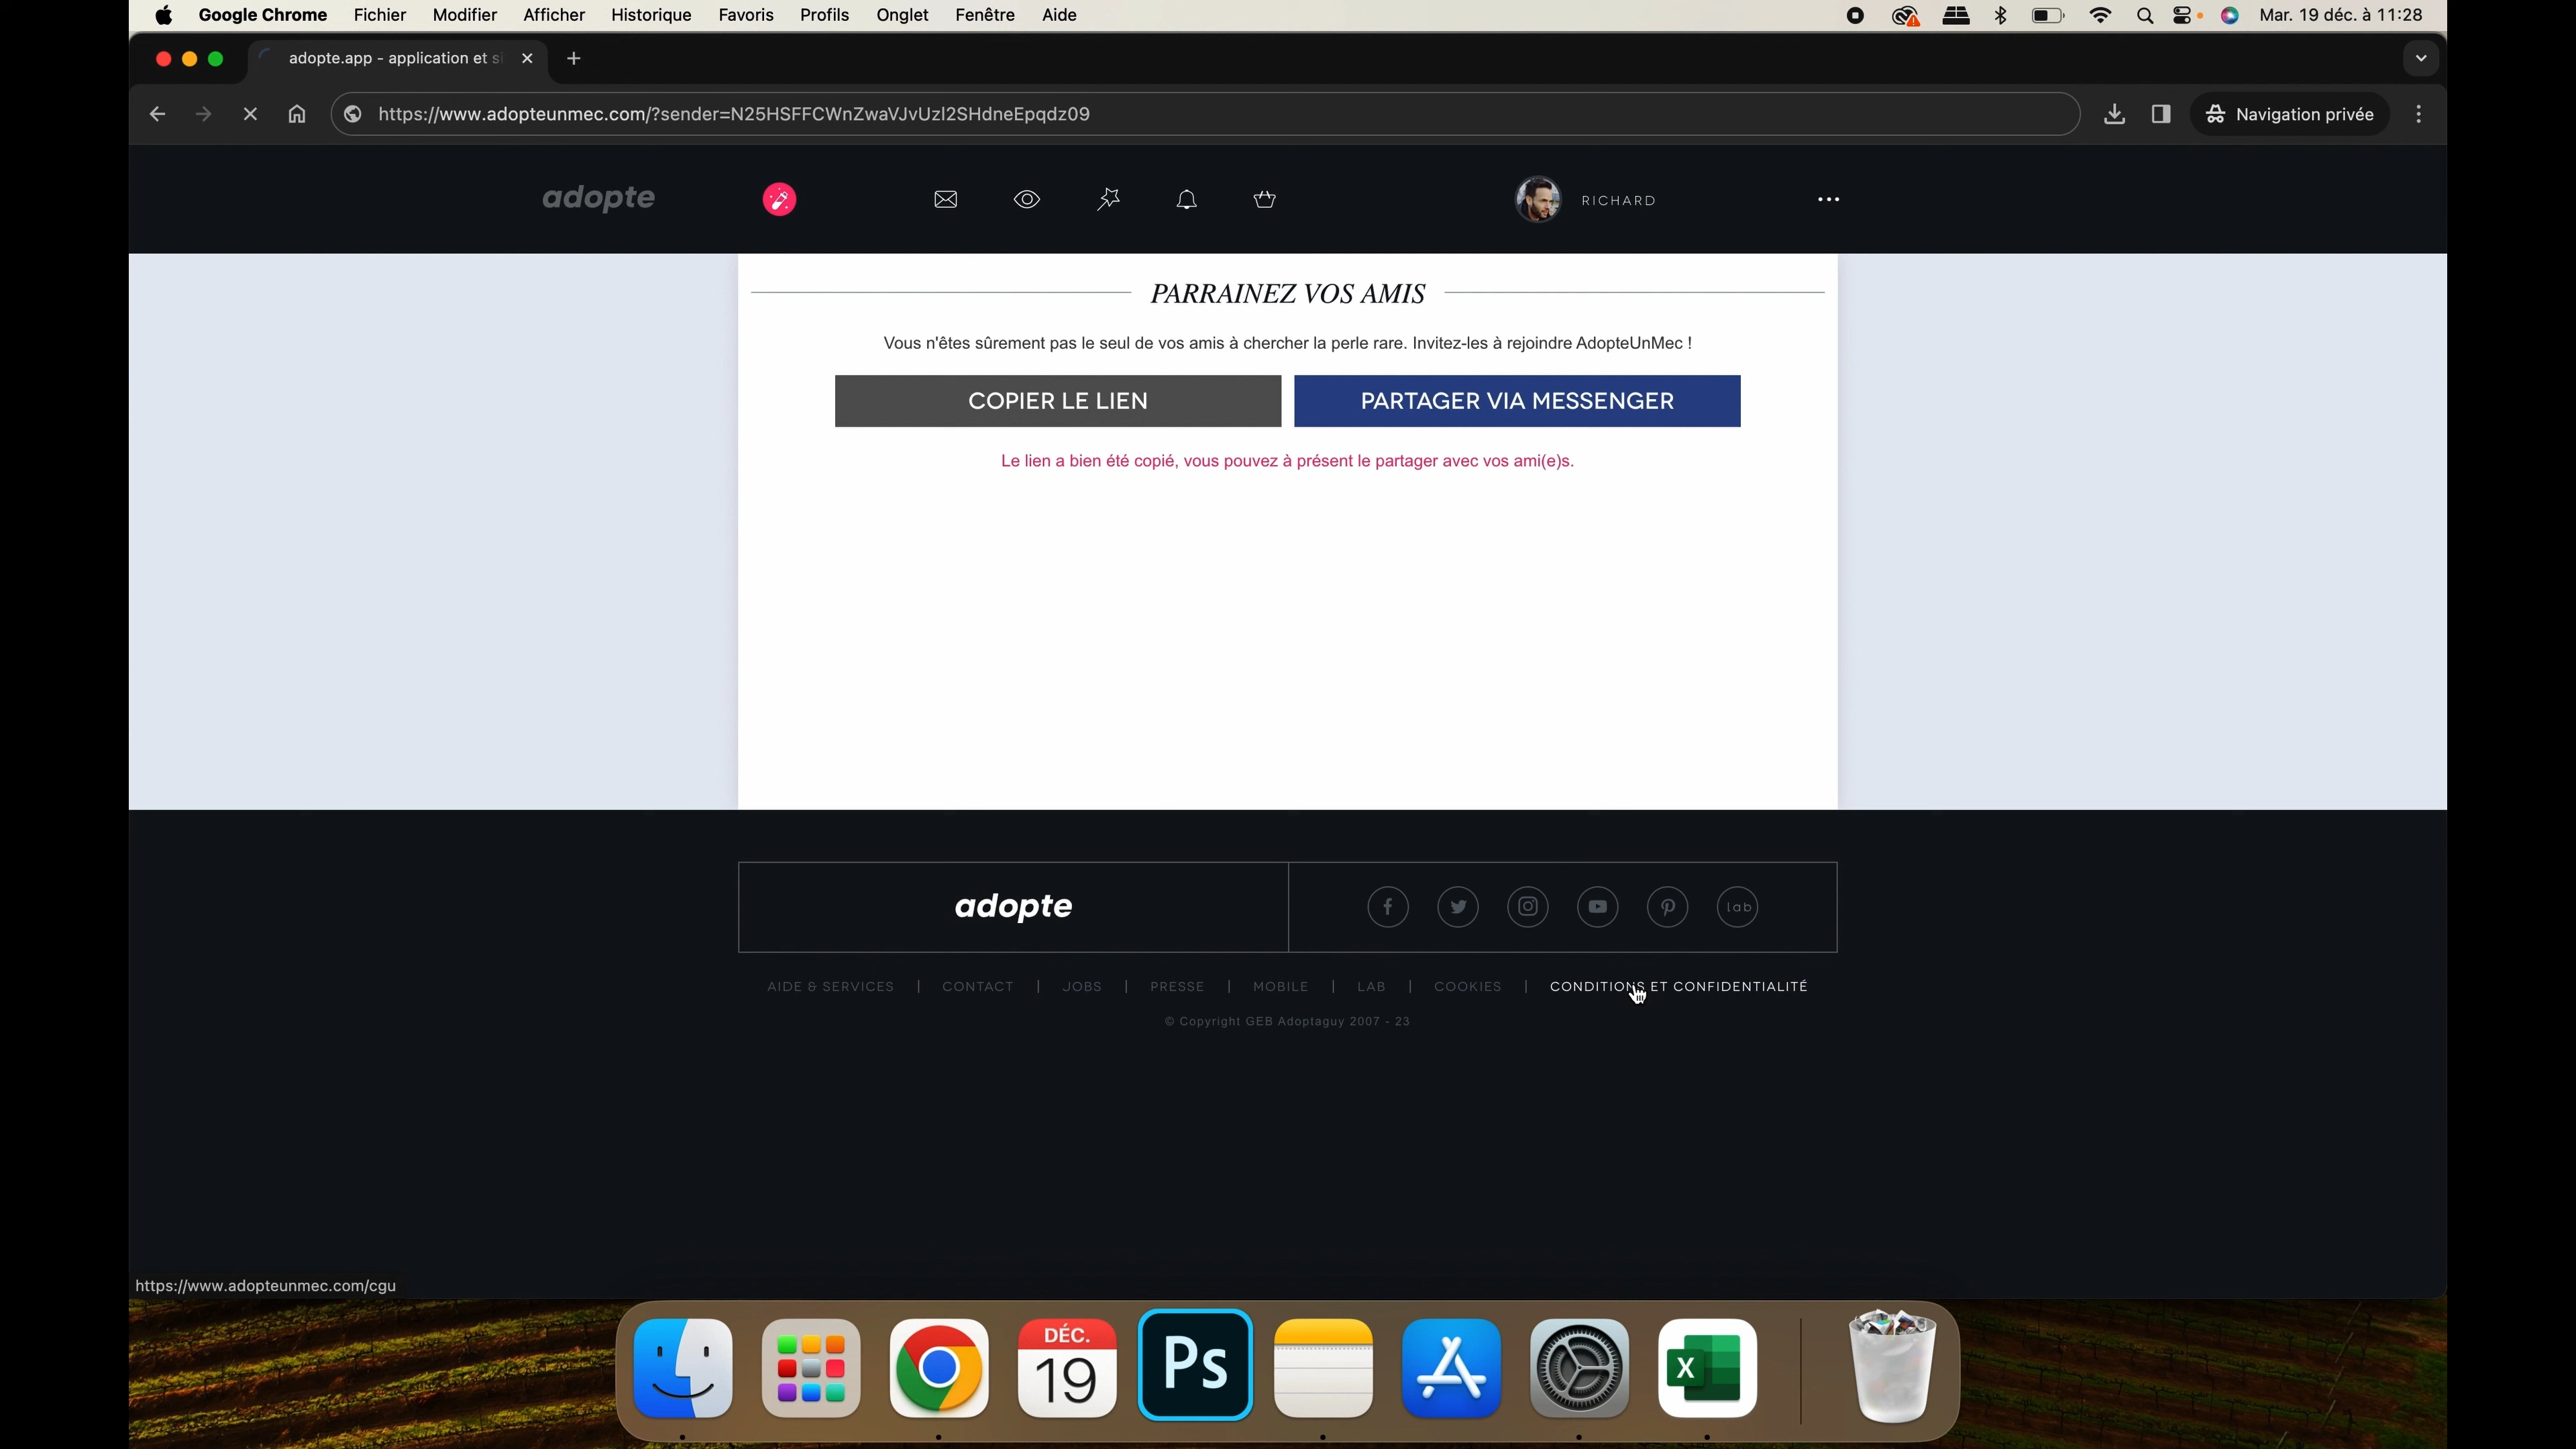 Google Chrome Fichier Modifier Afficher Historique Favoris Profils Onglet Fenêtre Aide Mar. 19 déc. à 11:28
adopte.app - application et si
https://www.adopteunmec.com/?sender=N25HSFFCWnZwaVJvUzl2SHdneEpqdz09 Navigation privée
adopte RICHARD
PARRAINEZ VOS AMIS
Vous n'êtes sûrement pas le seul de vos amis à chercher la perle rare. Invitez-les à rejoindre AdopteUnMec !
COPIER LE LIEN PARTAGER VIA MESSENGER
Le lien a bien été copié, vous pouvez à présent le partager avec vos ami(e)s.
adopte lab
AIDE & SERVICES | CONTACT | JOBS | PRESSE | MOBILE | LAB | COOKIES | CONDITIONS ET CONFIDENTIALITÉ
© Copyright GEB Adoptaguy 2007 - 23
https://www.adopteunmec.com/cgu
DÉC.
19
Ps
X